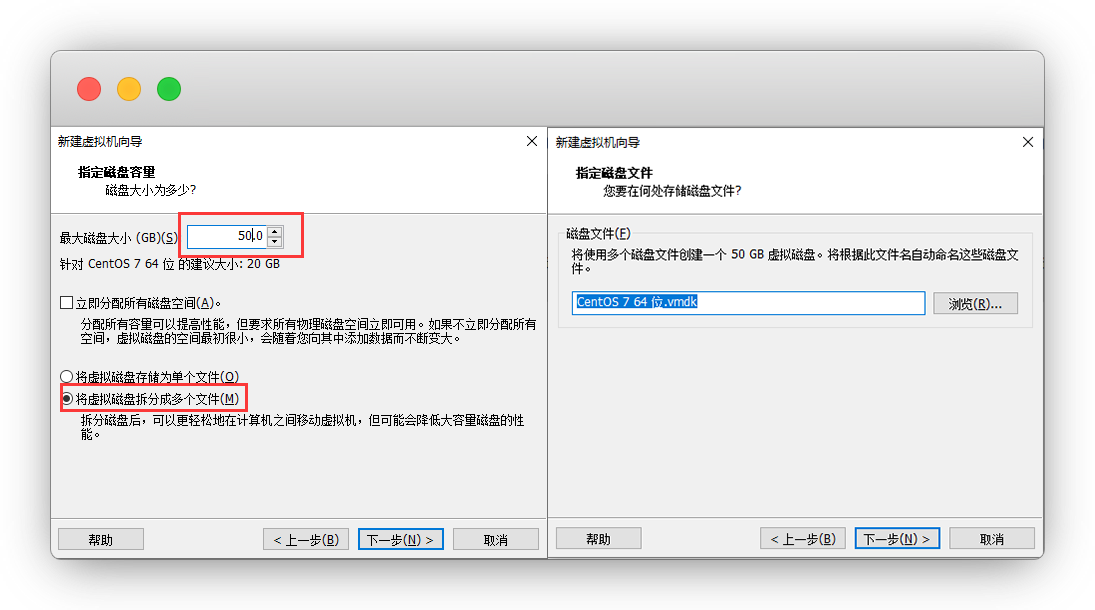 新建虚拟机向导
指定磁盘容量
磁盘大小为多少?
最大磁盘大小 (GB)(S)
50.0
针对 CentOS 7 64 位 的建议大小: 20 GB
立即分配所有磁盘空间(A)。
分配所有容量可以提高性能，但要求所有物理磁盘空间立即可用。如果不立即分配所有
空间，虚拟磁盘的空间最初很小，会随着您向其中添加数据而不断变大。
将虚拟磁盘存储为单个文件(O)
将虚拟磁盘拆分成多个文件(M)
拆分磁盘后，可以更轻松地在计算机之间移动虚拟机，但可能会降低大容量磁盘的性
能。
帮助
< 上一步(B)
下一步(N) >
取消
新建虚拟机向导
指定磁盘文件
您要在何处存储磁盘文件?
磁盘文件(F)
将使用多个磁盘文件创建一个 50 GB 虚拟磁盘。将根据此文件名自动命名这些磁盘文
件。
CentOS 7 64 位.vmdk
浏览(R)...
帮助
< 上一步(B)
下一步(N) >
取消